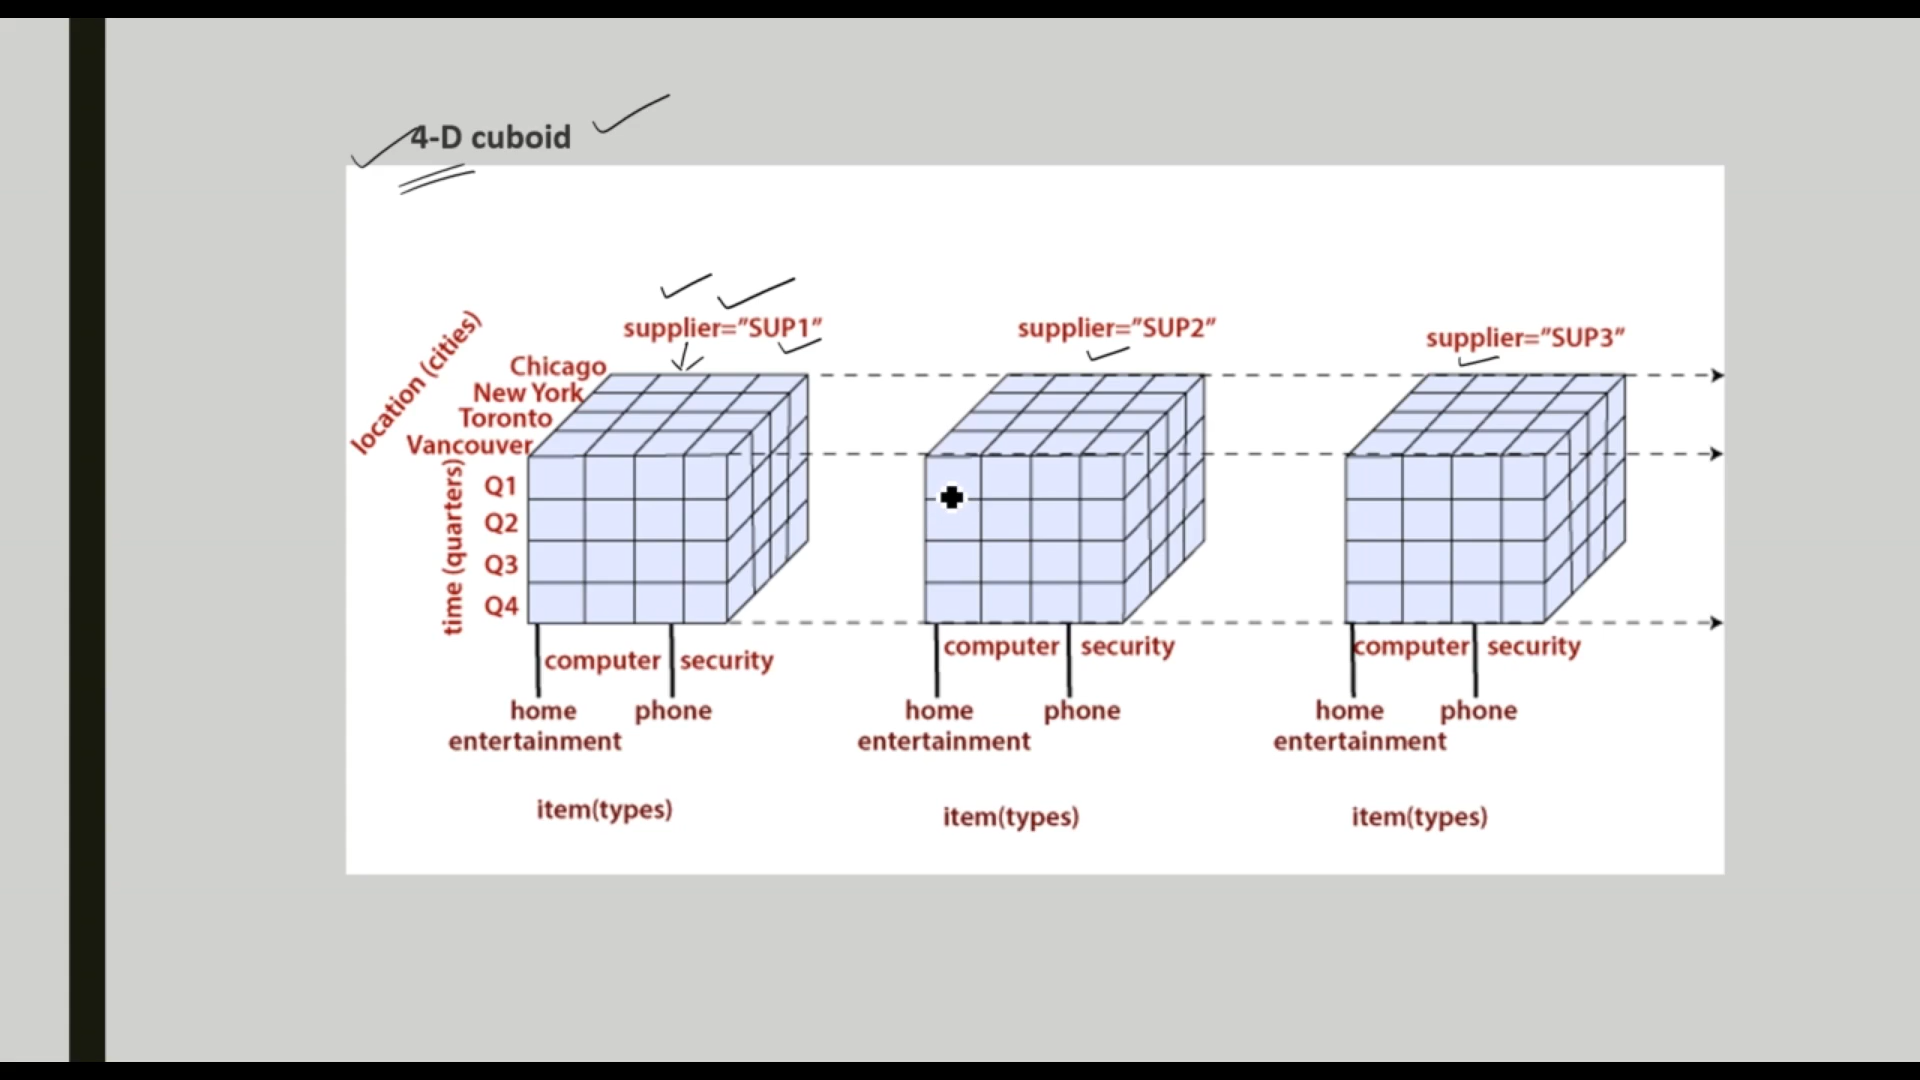 4-D cuboid
supplier="SUP1" supplier="SUP2" supplier="SUP3"
location (cities)
Chicago
New York
Toronto
Vancouver
time (quarters)
Q1
Q2
Q3
Q4
computer security computer security computer security
home phone home phone home phone
entertainment entertainment entertainment
item(types) item(types) item(types)